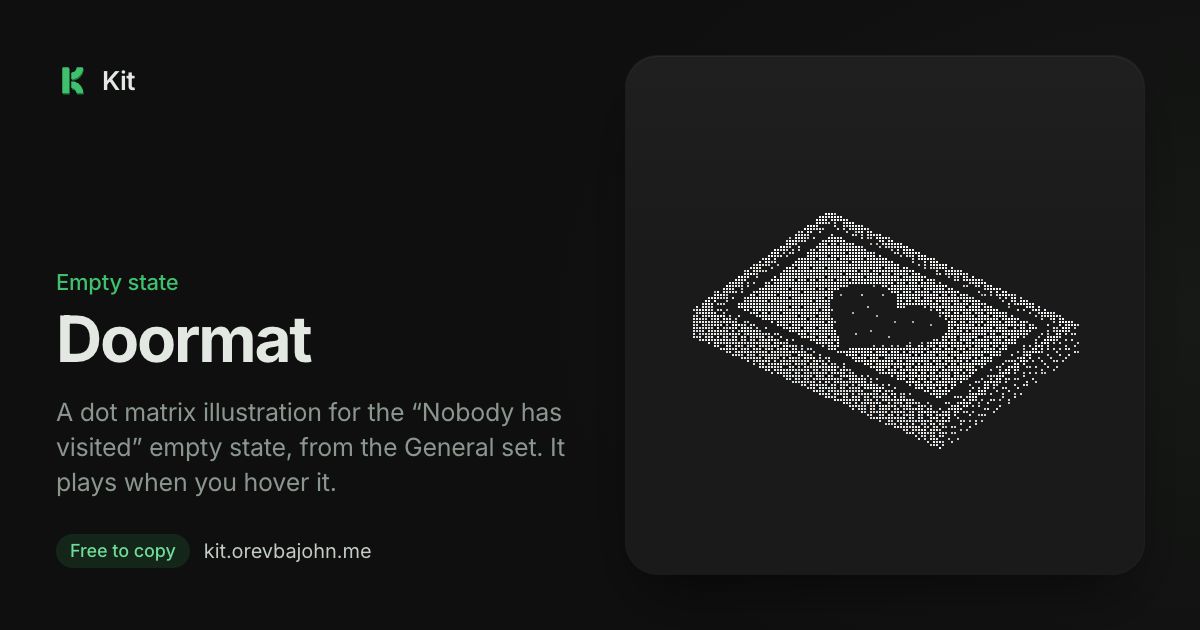 Kit
Empty state
Doormat
A dot matrix illustration for the “Nobody has
visited” empty state, from the General set. It
plays when you hover it.
Free to copy
kit.orevbajohn.me